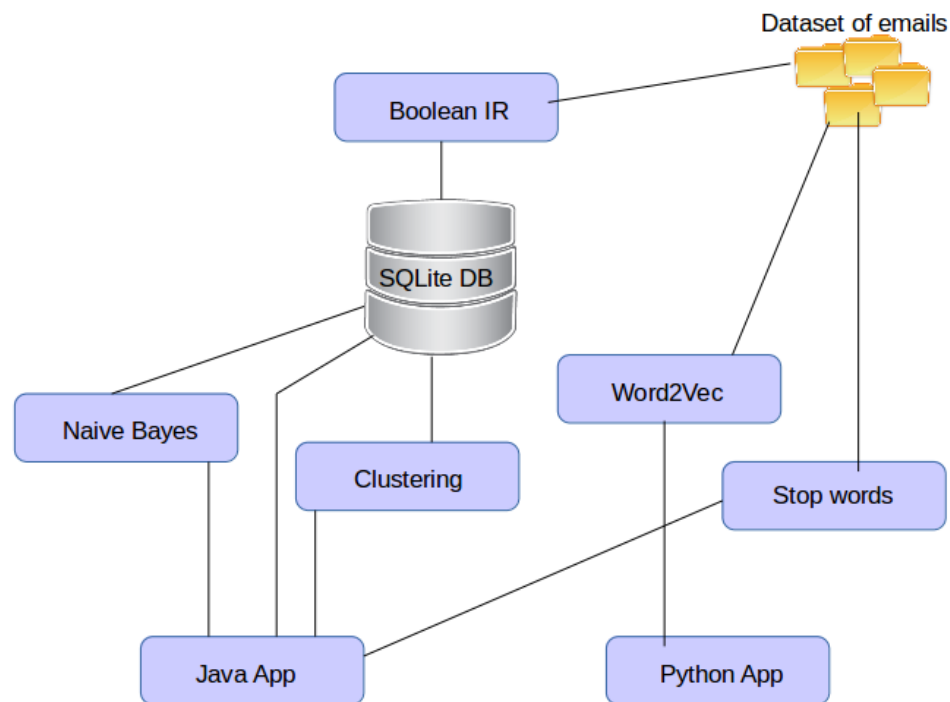 Dataset of emails
Boolean IR
SQLite DB
Naive Bayes
Word2Vec
Clustering
Stop words
Java App
Python App